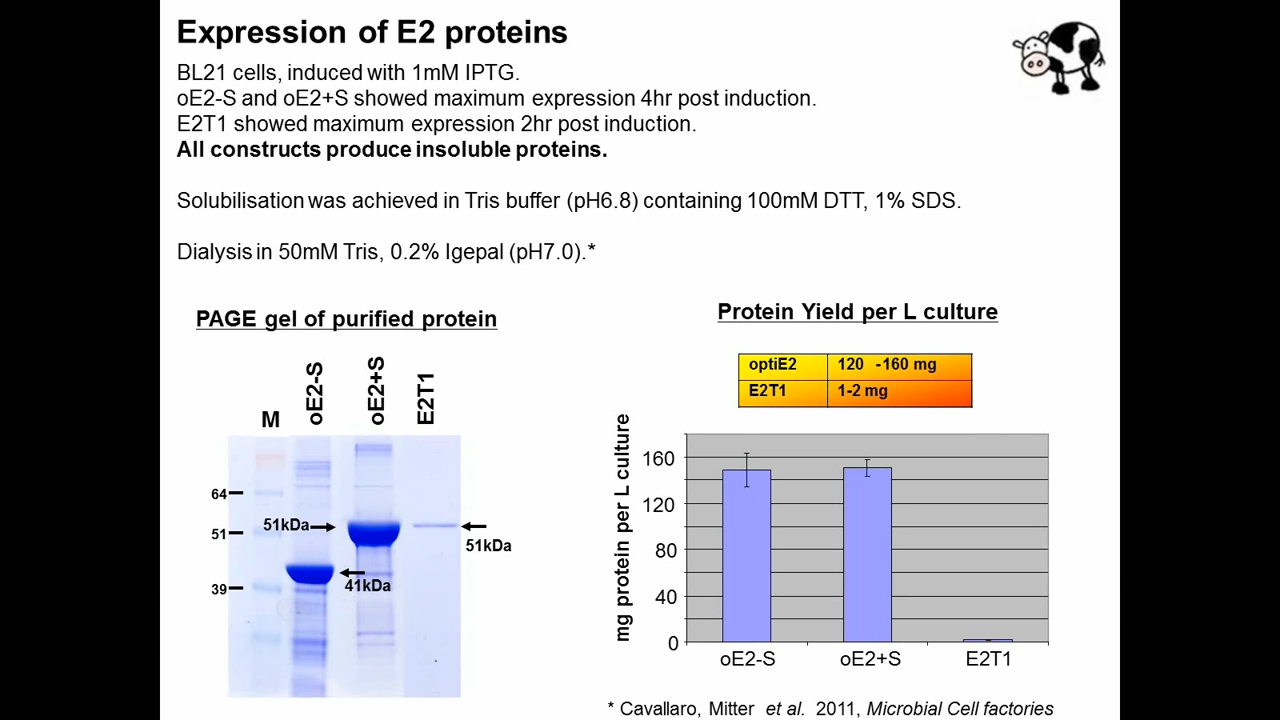 Expression of E2 proteins
BL21 cells, induced with 1mM IPTG.
oE2-S and oE2+S showed maximum expression 4hr post induction.
E2T1 showed maximum expression 2hr post induction.
All constructs produce insoluble proteins.
Solubilisation was achieved in Tris buffer (pH6.8) containing 100mM DTT, 1% SDS.
Dialysis in 50mM Tris, 0.2% Igepal (pH7.0).*
PAGE gel of purified protein
M
oE2-S
oE2+S
E2T1
64
51
39
51kDa
41kDa
51kDa
Protein Yield per L culture
optiE2 120 -160 mg
E2T1 1-2 mg
mg protein per L culture
160
120
80
40
0
oE2-S oE2+S E2T1
* Cavallaro, Mitter et al. 2011, Microbial Cell factories